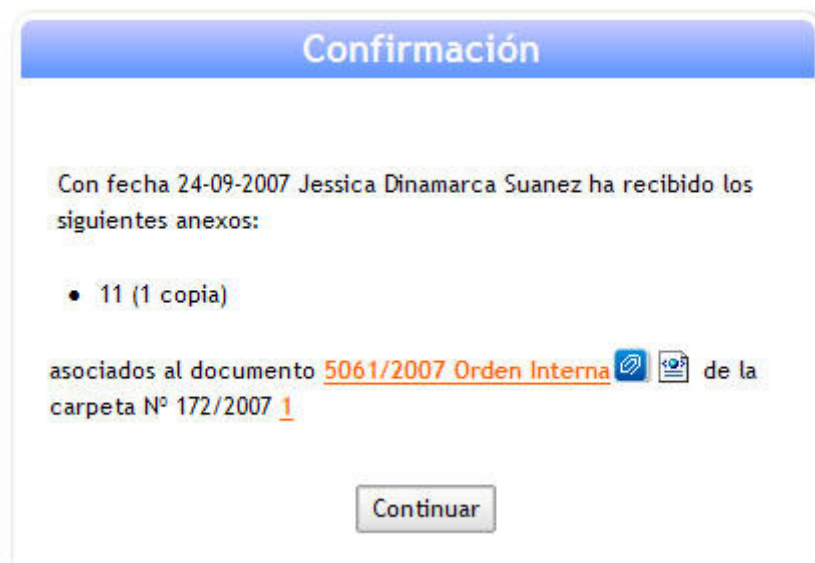 Confirmación
Con fecha 24-09-2007 Jessica Dinamarca Suanez ha recibido los
siguientes anexos:
• 11 (1 copia)
asociados al documento 5061/2007 Orden Interna de la
carpeta Nº 172/2007 1
Continuar